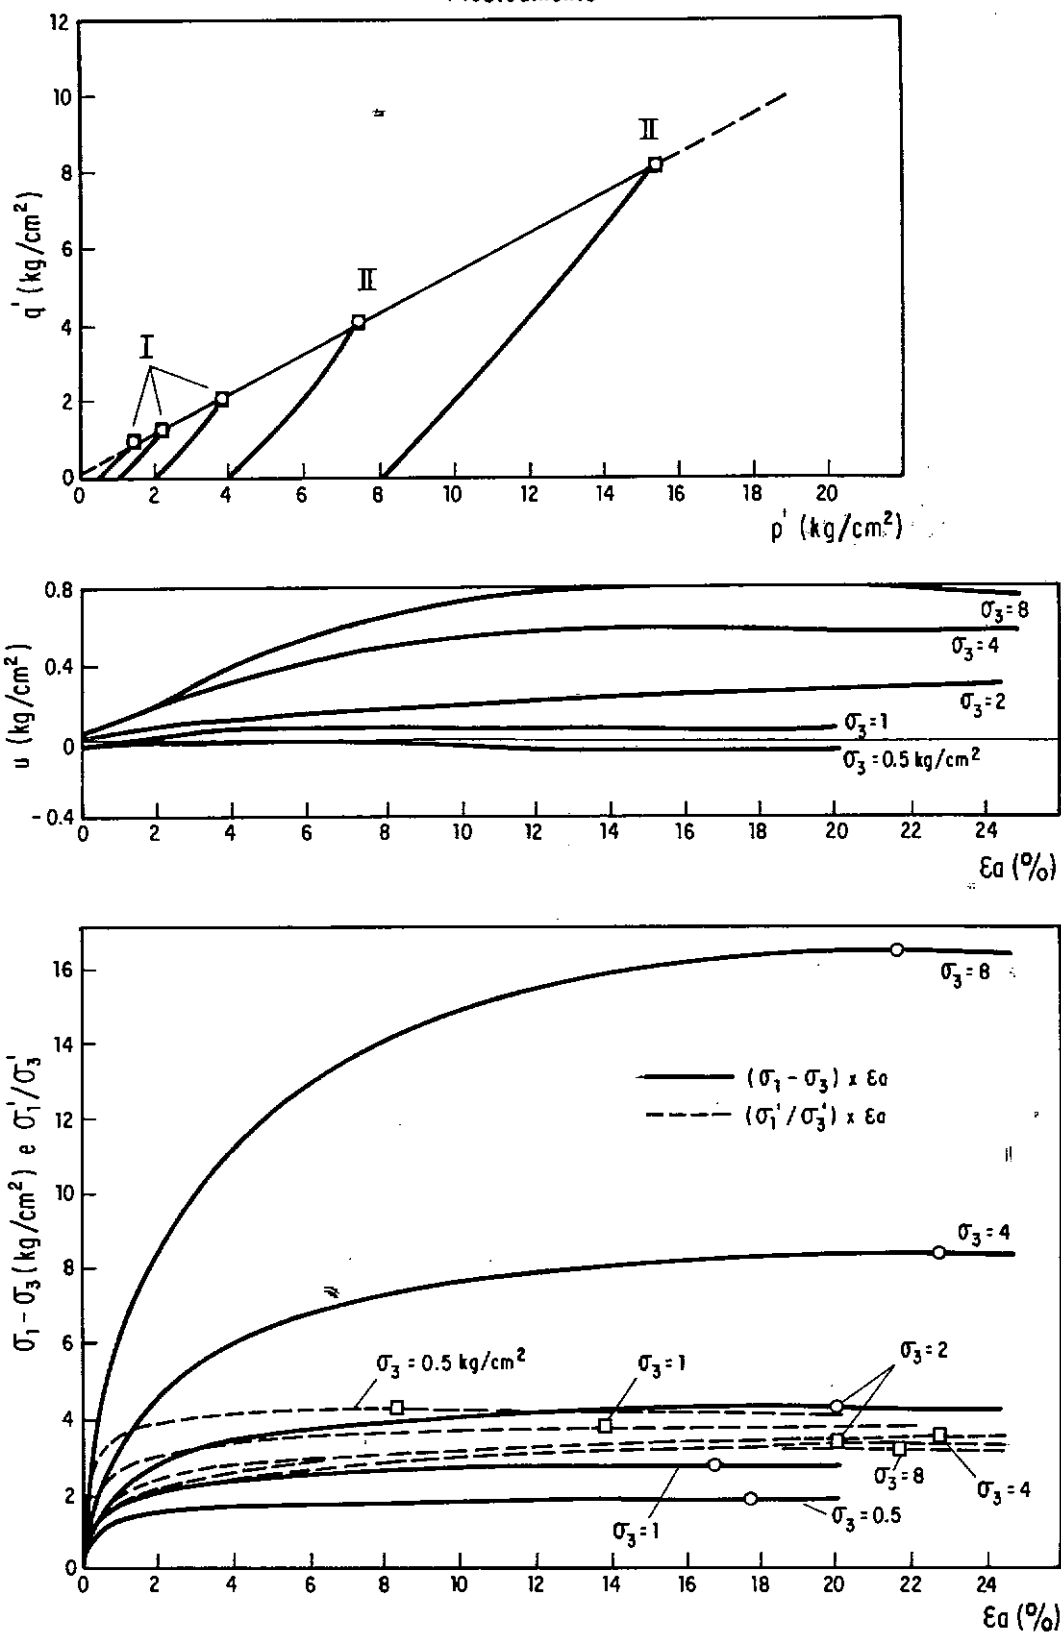 12
10
8
6
4
2
0
q' (kg/cm²)
I
II
II
0 2 4 6 8 10 12 14 16 20
p' (kg/cm²)
0.8
0.4
0
-0.4
u (kg/cm²)
σ₃=8
σ₃=4
σ₃=2
σ₃=1
σ₃=0.5 kg/cm²
0 2 4 6 8 10 12 14 16 18 20 22 24
εa (%)
16
14
12
10
8
6
4
2
0
σ₁-σ₃ (kg/cm²) e σ₁'/σ₃'
σ₃=8
(σ₁-σ₃) x εa
(σ₁'/σ₃') x εa
σ₃=4
σ₃=0.5 kg/cm²
σ₃=1
σ₃=2
σ₃=8
σ₃=4
σ₃=1
σ₃=0.5
0 2 4 6 8 10 12 14 16 18 20 22 24
εa (%)